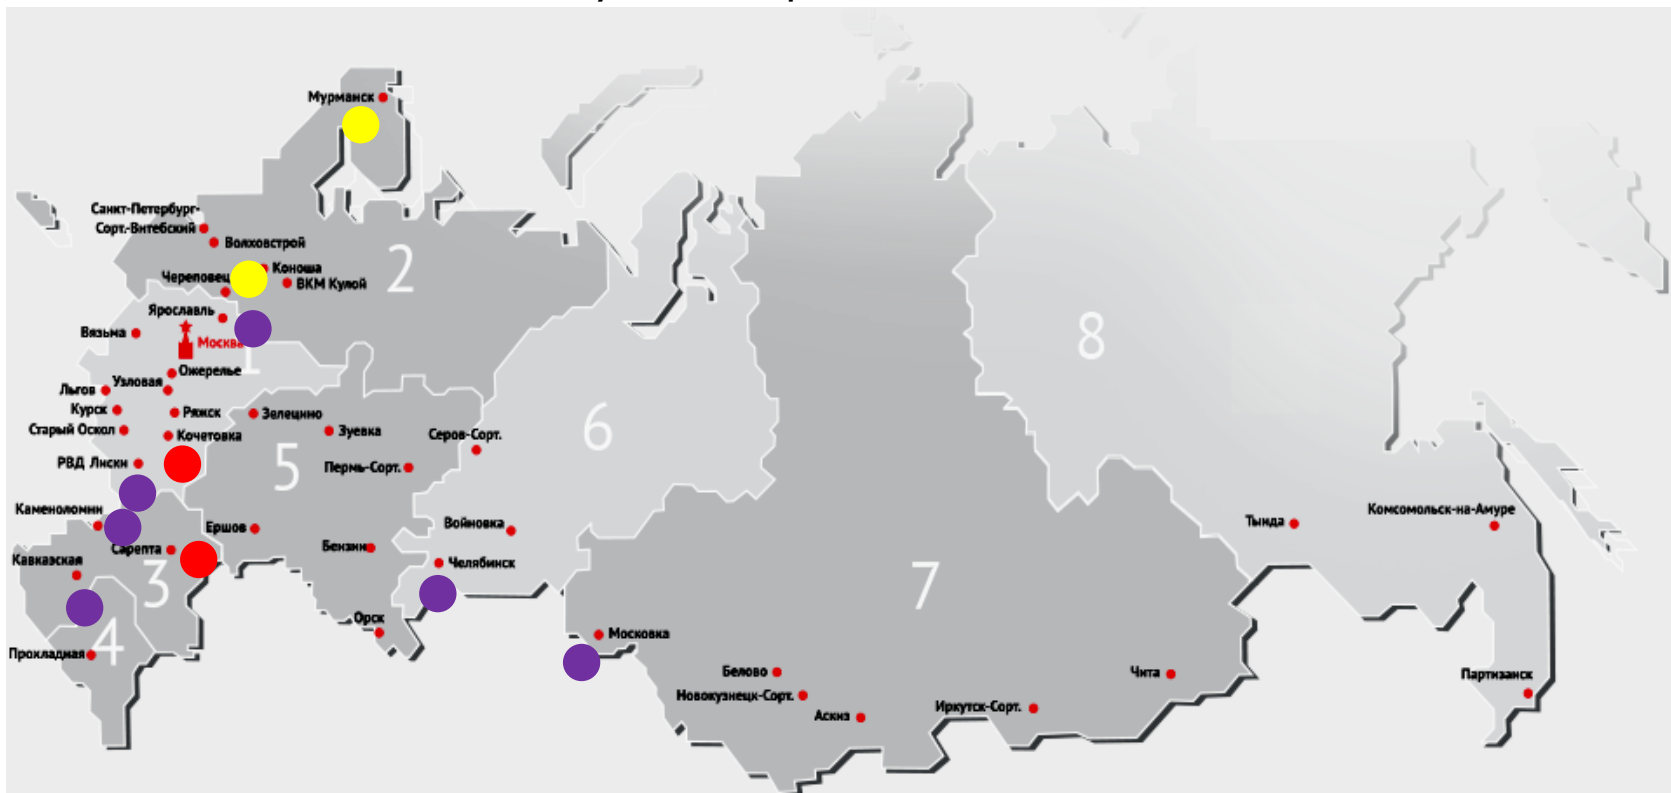 Мурманск
Санкт-Петербург-
Сорт.-Витебский
Волховстрой
2
Коноша
Череповец
ВКМ Кулой
Ярославль
Вязьма
Москва
1
8
Ожерелье
Узловая
Льгов
Курск
Ряжск
Зелецино
Старый Оскол
Кочетовка
Зуевка
Серов-Сорт.
6
РВД Лиски
5
Пермь-Сорт.
Каменоломни
Ершов
Войновка
Тында
Комсомольск-на-Амуре
Сарепта
Бензин
Кавказская
Челябинск
3
7
Орск
4
Московка
Прокладная
Белово
Чита
Партизанск
Новокузнецк-Сорт.
Аскиз
Иркутск-Сорт.